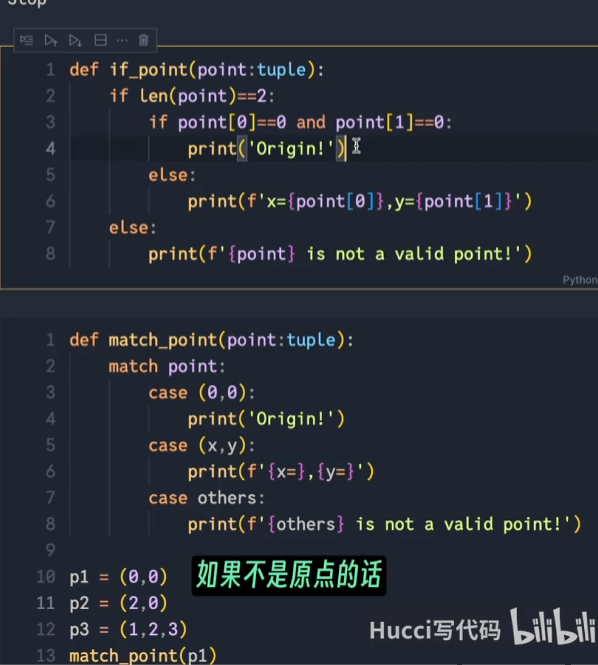 Stop
1 def if_point(point:tuple):
2     if len(point)==2:
3         if point[0]==0 and point[1]==0:
4             print('Origin!')
5         else:
6             print(f'x={point[0]},y={point[1]}')
7     else:
8         print(f'{point} is not a valid point!')
Python
1 def match_point(point:tuple):
2     match point:
3         case (0,0):
4             print('Origin!')
5         case (x,y):
6             print(f'{x=},{y=}')
7         case others:
8             print(f'{others} is not a valid point!')
9
10 p1 = (0,0)
如果不是原点的话
11 p2 = (2,0)
12 p3 = (1,2,3)
Hucci写代码 bilibili
13 match_point(p1)